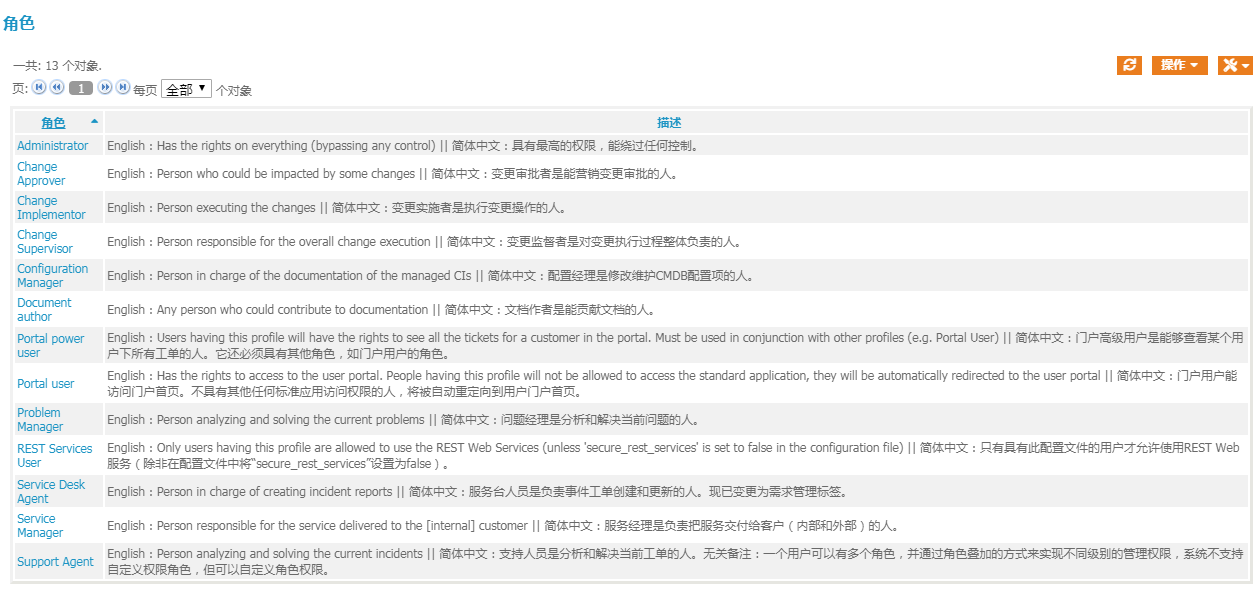 角色
一共: 13 个对象.
操作
页: 1 每页 全部 个对象
角色 描述
Administrator English : Has the rights on everything (bypassing any control) || 简体中文：具有最高的权限，能绕过任何控制。
Change
Approver
English : Person who could be impacted by some changes || 简体中文：变更审批者是能营销变更审批的人。
Change
Implementor
English : Person executing the changes || 简体中文：变更实施者是执行变更操作的人。
Change
Supervisor
English : Person responsible for the overall change execution || 简体中文：变更监督者是对变更执行过程整体负责的人。
Configuration
Manager
English : Person in charge of the documentation of the managed CIs || 简体中文：配置经理是修改维护CMDB配置项的人。
Document
author
English : Any person who could contribute to documentation || 简体中文：文档作者是能贡献文档的人。
Portal power
user
English : Users having this profile will have the rights to see all the tickets for a customer in the portal. Must be used in conjunction with other profiles (e.g. Portal User) || 简体中文：门户高级用户是能够查看某个用
户下所有工单的人。它还必须具有其他角色，如门户用户的角色。
Portal user
English : Has the rights to access to the user portal. People having this profile will not be allowed to access the standard application, they will be automatically redirected to the user portal || 简体中文：门户用户能
访问门户首页。不具有其他任何标准应用访问权限的人，将被自动重定向到用户门户首页。
Problem
Manager
English : Person analyzing and solving the current problems || 简体中文：问题经理是分析和解决当前问题的人。
REST Services
User
English : Only users having this profile are allowed to use the REST Web Services (unless 'secure_rest_services' is set to false in the configuration file) || 简体中文：只有具有此配置文件的用户才允许使用REST Web
服务（除非在配置文件中将“secure_rest_services”设置为false）。
Service Desk
Agent
English : Person in charge of creating incident reports || 简体中文：服务台人员是负责事件工单创建和更新的人。现已变更为需求管理标签。
Service
Manager
English : Person responsible for the service delivered to the [internal] customer || 简体中文：服务经理是负责把服务交付给客户（内部和外部）的人。
Support Agent
English : Person analyzing and solving the current incidents || 简体中文：支持人员是分析和解决当前工单的人。无关备注：一个用户可以有多个角色，并通过角色叠加的方式来实现不同级别的管理权限，系统不支持
自定义权限角色，但可以自定义角色权限。